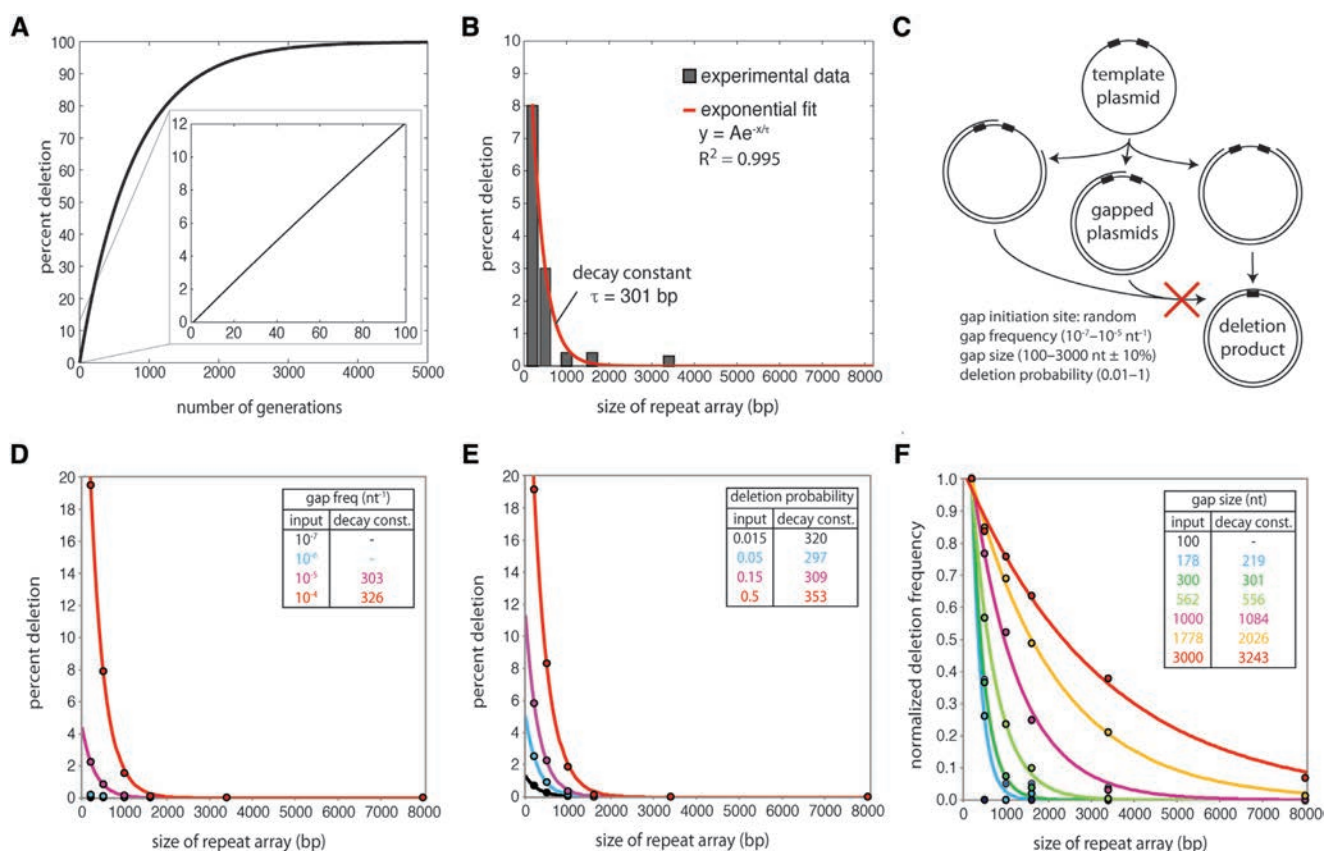 A
100
90
80
70
60
50
40
30
20
10
0
percent deletion
12
10
8
6
4
2
0
0 20 40 60 80 100
0 1000 2000 3000 4000 5000
number of generations
B
10
9
8
7
6
5
4
3
2
1
0
percent deletion
experimental data
exponential fit
y = Ae^-x/τ
R² = 0.995
decay constant
τ = 301 bp
0 1000 2000 3000 4000 5000 6000 7000 8000
size of repeat array (bp)
C
template
plasmid
gapped
plasmids
deletion
product
gap initiation site: random
gap frequency (10⁻⁷–10⁻⁵ nt⁻¹)
gap size (100–3000 nt ± 10%)
deletion probability (0.01–1)
D
20
18
16
14
12
10
8
6
4
2
0
percent deletion
gap freq (nt⁻¹)
input decay const.
10⁻⁷ -
10⁻⁶ -
10⁻⁵ 303
10⁻⁴ 326
0 1000 2000 3000 4000 5000 6000 7000 8000
size of repeat array (bp)
E
20
18
16
14
12
10
8
6
4
2
0
percent deletion
deletion probability
input decay const.
0.015 320
0.05 297
0.15 309
0.5 353
0 1000 2000 3000 4000 5000 6000 7000 8000
size of repeat array (bp)
F
1.0
0.9
0.8
0.7
0.6
0.5
0.4
0.3
0.2
0.1
0.0
normalized deletion frequency
gap size (nt)
input decay const.
100 -
178 219
300 301
562 556
1000 1084
1778 2026
3000 3243
0 1000 2000 3000 4000 5000 6000 7000 8000
size of repeat array (bp)